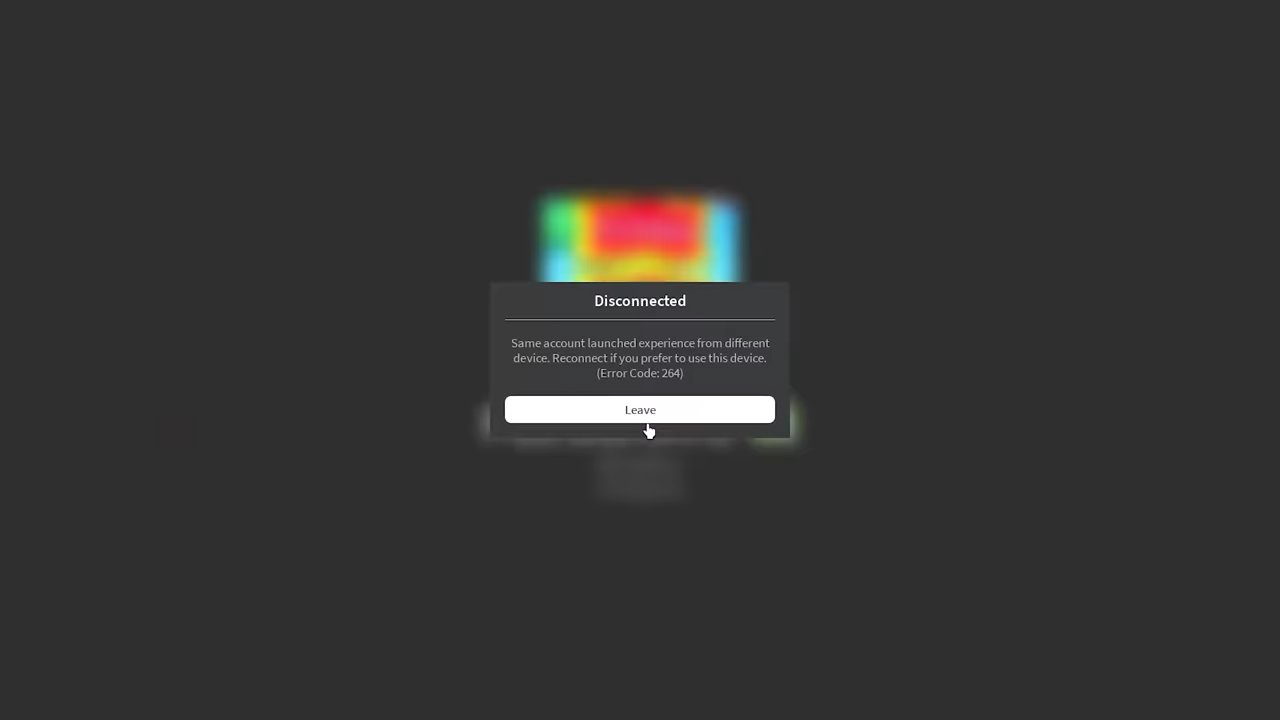 Disconnected
Same account launched experience from different
device. Reconnect if you prefer to use this device.
(Error Code: 264)
Leave